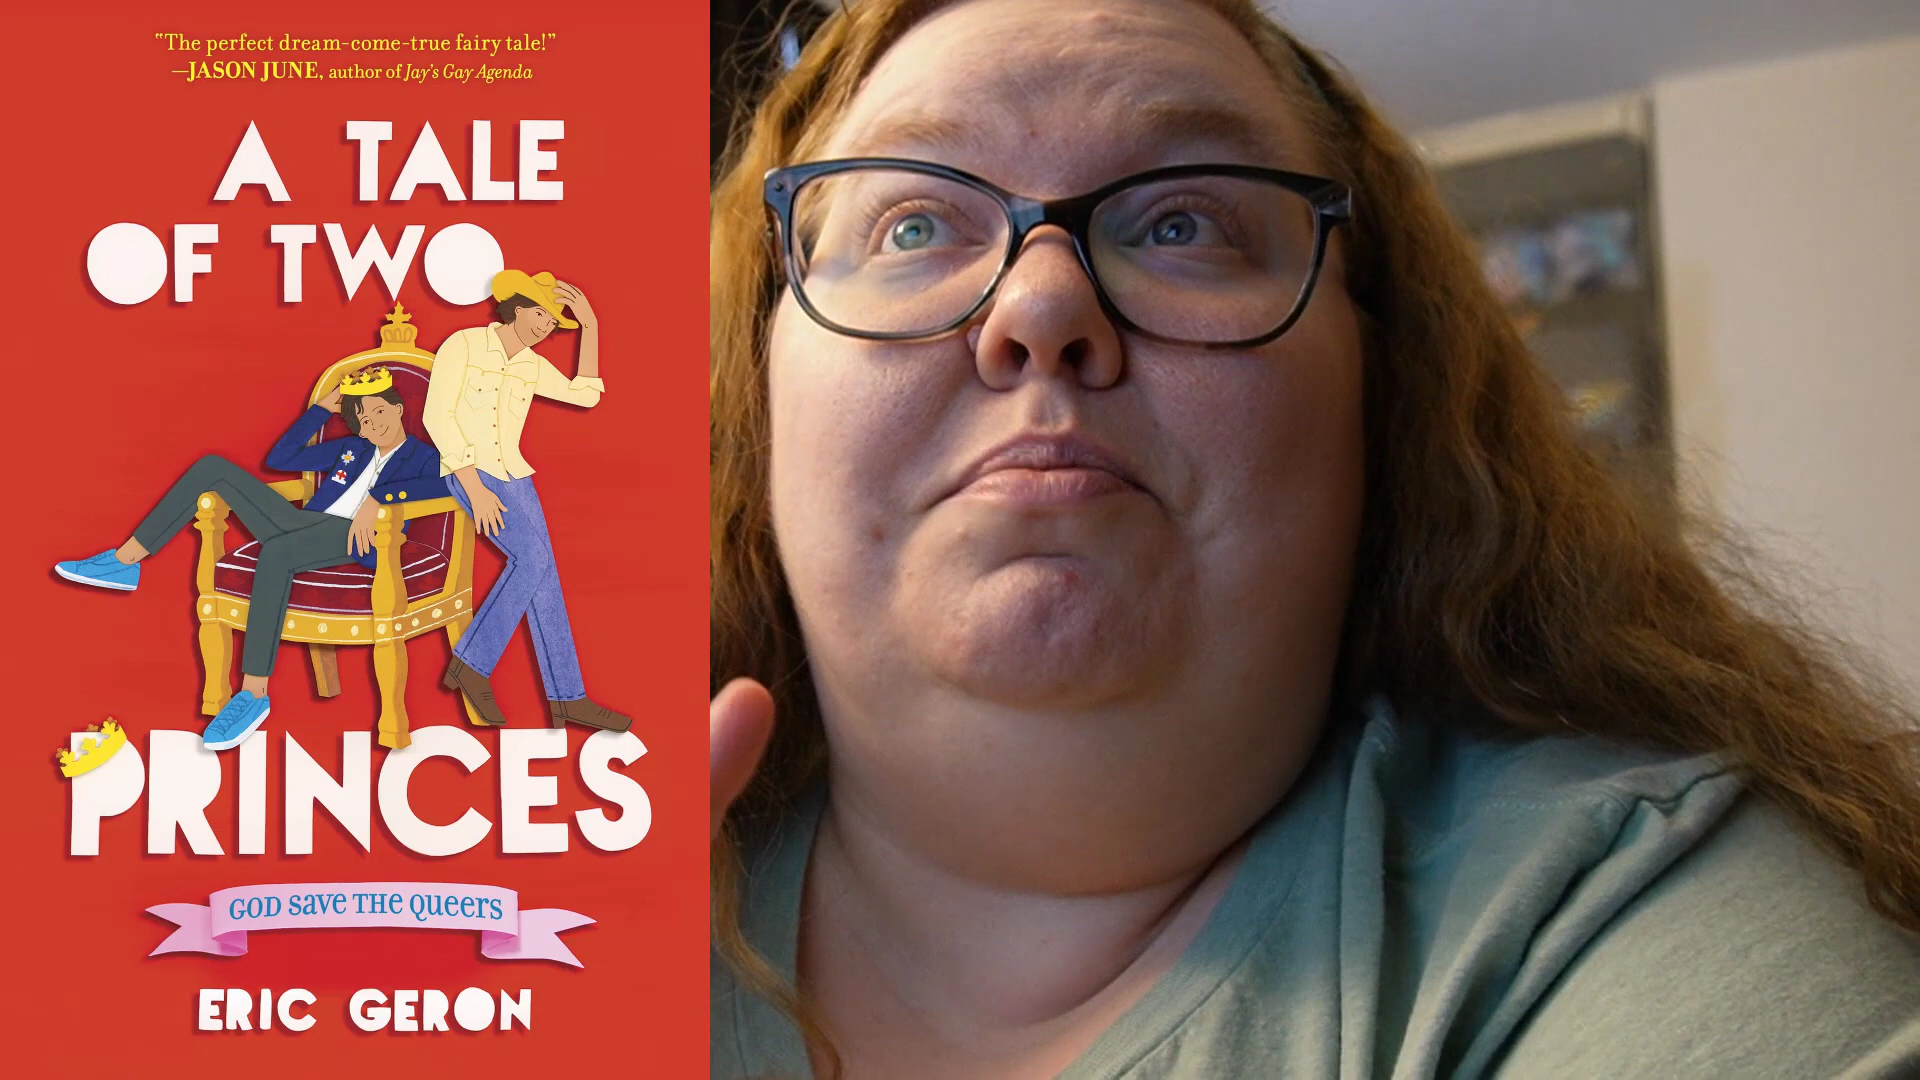 "The perfect dream-come-true fairy tale!"
—JASON JUNE, author of Jay's Gay Agenda
A TALE
OF TWO
PRINCES
GOD save THE Queers
ERIC GERON